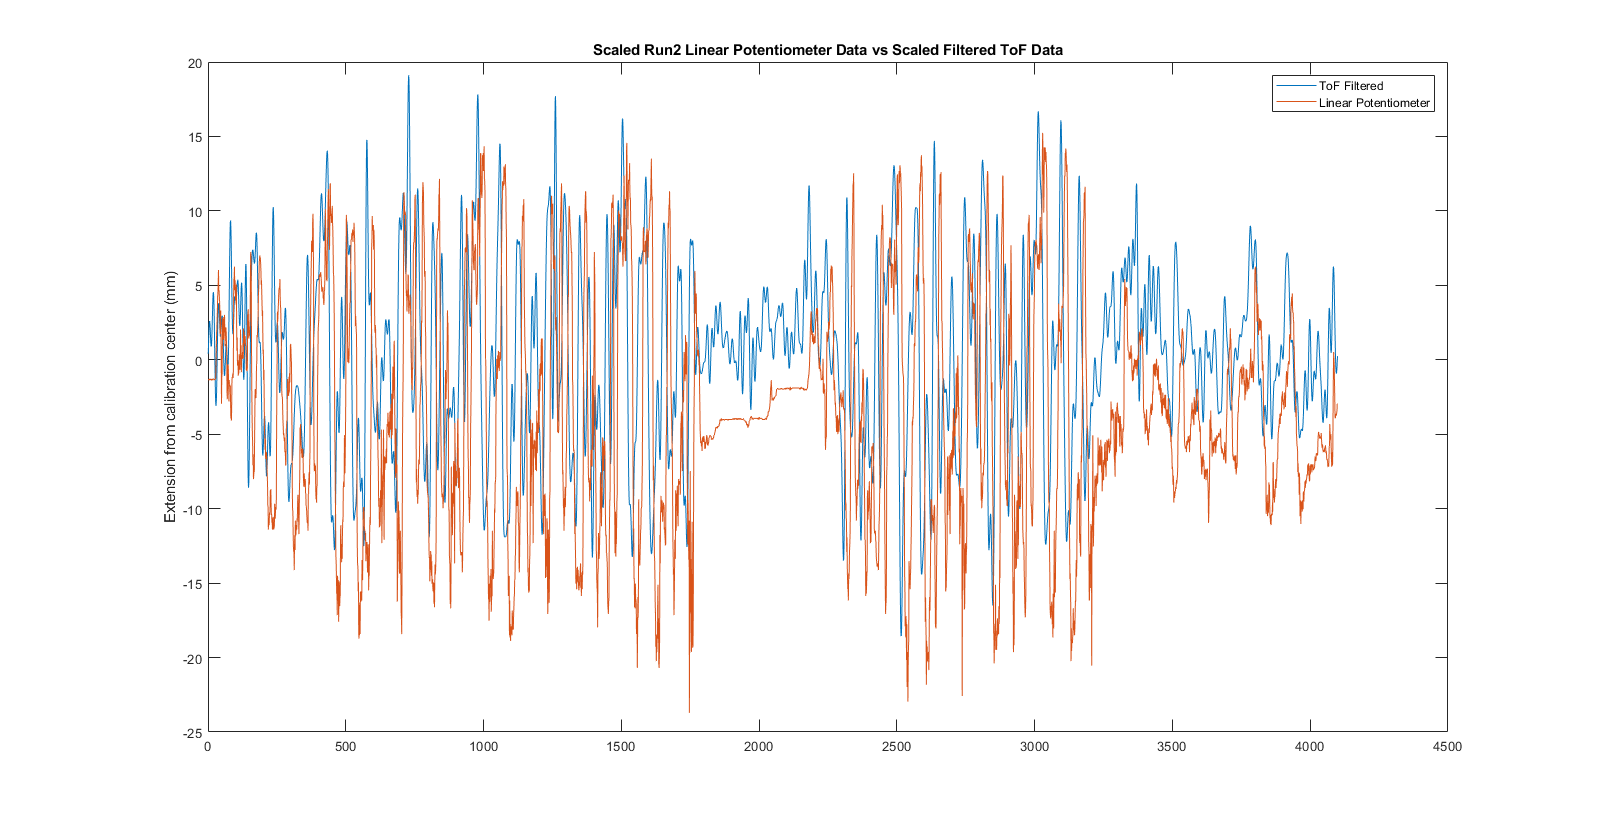 Scaled Run2 Linear Potentiometer Data vs Scaled Filtered ToF Data
ToF Filtered
Linear Potentiometer
Extension from calibration center (mm)
20
15
10
5
0
-5
-10
-15
-20
-25
0 500 1000 1500 2000 2500 3000 3500 4000 4500